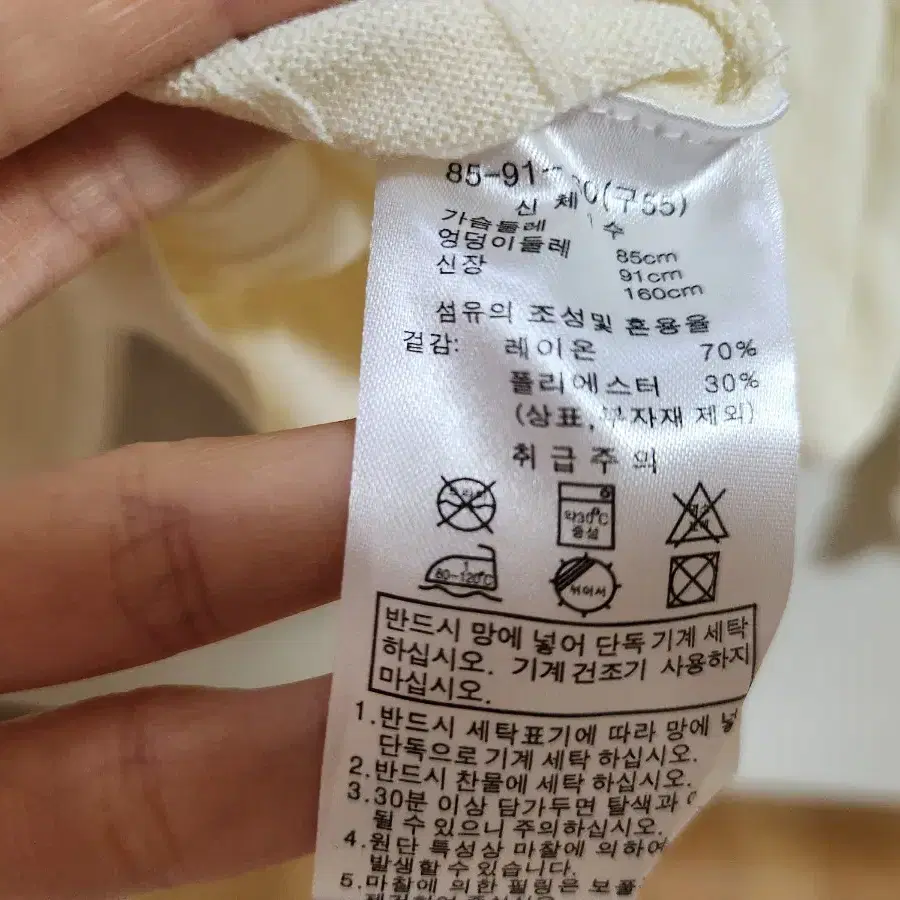 85-91 (구55)
신 체 수
가슴둘레 85cm
엉덩이둘레 91cm
신장 160cm
섬유의 조성및 혼용율
겉감: 레이온 70%
폴리에스터 30%
(상표, 부자재 제외)
취급주의
약30℃
중성
1
80-120℃
뉘어서
반드시 망에 넣어 단독 기계 세탁
하십시오. 기계건조기 사용하지
마십시오.
1.반드시 세탁표기에 따라 망에 넣
단독으로 기계 세탁 하십시오.
2.반드시 찬물에 세탁 하십시오.
3.30분 이상 담가두면 탈색과
될 수 있으니 주의하십시오.
4.원단 특성상 마찰에 의하여
발생할 수 있습니다.
5.마찰에 의한 필링은 보풀